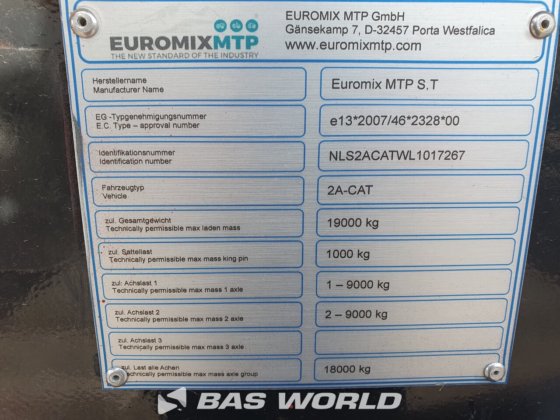 EUROMIXMTP
THE NEW STANDARD OF THE INDUSTRY
EUROMIX MTP GmbH
Gänsekamp 7, D-32457 Porta Westfalica
www.euromixmtp.com
Herstellername
Manufacturer Name
Euromix MTP S.T
EG-Typgenehmigungsnummer
E.C. Type – approval number
e13*2007/46*2328*00
Identifikationsnummer
Identification number
NLS2ACATWL1017267
Fahrzeugtyp
Vehicle
2A-CAT
zul. Gesamtgewicht
Technically permissible max laden mass
19000 kg
zul. Sattellast
Technically permissible max mass king pin
1000 kg
zul. Achslast 1
Technically permissible max mass 1 axle
1 – 9000 kg
zul. Achslast 2
Technically permissible max mass 2 axle
2 – 9000 kg
zul. Achslast 3
Technically permissible max mass 3 axle
zul. Last alle Achen
Technically permissible max mass axle group
18000 kg
BAS WORLD